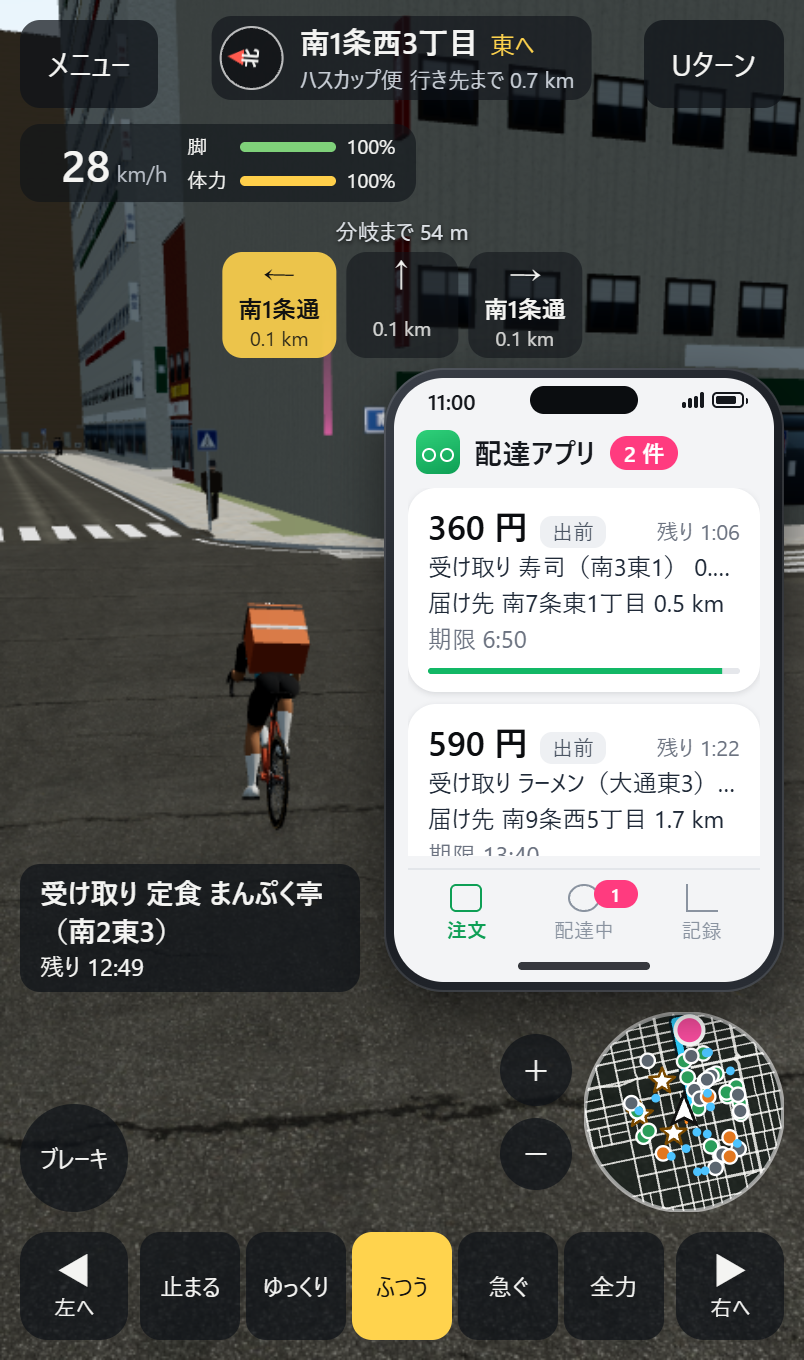 メニュー
北
南1条西3丁目 東へ
ハスカップ便 行き先まで 0.7 km
Uターン
28 km/h
脚 100%
体力 100%
分岐まで 54 m
← ↑ →
南1条通 南1条通
0.1 km 0.1 km 0.1 km
11:00
配達アプリ 2 件
360 円 出前 残り 1:06
受け取り 寿司（南3東1） 0....
届け先 南7条東1丁目 0.5 km
期限 6:50
590 円 出前 残り 1:22
受け取り ラーメン（大通東3） ...
届け先 南9条西5丁目 1.7 km
期限 13:40
1
注文 配達中 記録
受け取り 定食 まんぷく亭
（南2東3）
残り 12:49
+
−
ブレーキ
◀ ▶
左へ 止まる ゆっくり ふつう 急ぐ 全力 右へ